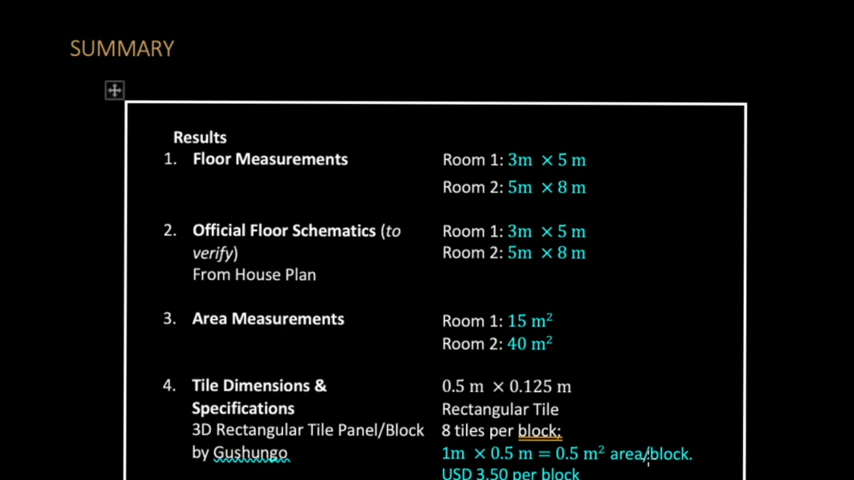 SUMMARY
Results
1. Floor Measurements
Room 1: 3m × 5 m
Room 2: 5m × 8 m
2. Official Floor Schematics (to
verify)
From House Plan
Room 1: 3m × 5 m
Room 2: 5m × 8 m
3. Area Measurements
Room 1: 15 m²
Room 2: 40 m²
4. Tile Dimensions &
Specifications
3D Rectangular Tile Panel/Block
by Gushungo
0.5 m × 0.125 m
Rectangular Tile
8 tiles per block;
1m × 0.5 m = 0.5 m² area/block.
USD 3.50 per block